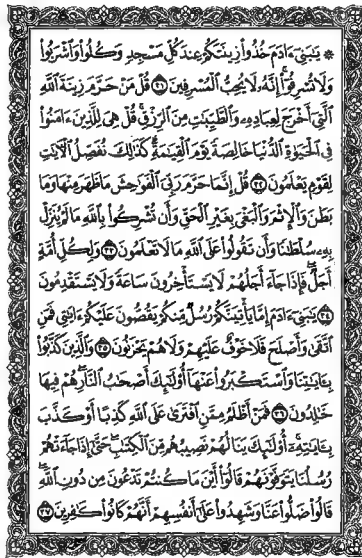 ۞ يَـٰبَنِىٓ ءَادَمَ خُذُوا۟ زِينَتَكُمْ عِندَ كُلِّ مَسْجِدٍ وَكُلُوا۟ وَٱشْرَبُوا۟
وَلَا تُسْرِفُوٓا۟ ۚ إِنَّهُۥ لَا يُحِبُّ ٱلْمُسْرِفِينَ ٣١ قُلْ مَنْ حَرَّمَ زِينَةَ ٱللَّهِ
ٱلَّتِىٓ أَخْرَجَ لِعِبَادِهِۦ وَٱلطَّيِّبَـٰتِ مِنَ ٱلرِّزْقِ ۚ قُلْ هِىَ لِلَّذِينَ ءَامَنُوا۟
فِى ٱلْحَيَوٰةِ ٱلدُّنْيَا خَالِصَةً يَوْمَ ٱلْقِيَـٰمَةِ ۗ كَذَٰلِكَ نُفَصِّلُ ٱلْـَٔايَـٰتِ
لِقَوْمٍ يَعْلَمُونَ ٣٢ قُلْ إِنَّمَا حَرَّمَ رَبِّىَ ٱلْفَوَٰحِشَ مَا ظَهَرَ مِنْهَا وَمَا
بَطَنَ وَٱلْإِثْمَ وَٱلْبَغْىَ بِغَيْرِ ٱلْحَقِّ وَأَن تُشْرِكُوا۟ بِٱللَّهِ مَا لَمْ يُنَزِّلْ
بِهِۦ سُلْطَـٰنًا وَأَن تَقُولُوا۟ عَلَى ٱللَّهِ مَا لَا تَعْلَمُونَ ٣٣ وَلِكُلِّ أُمَّةٍ
أَجَلٌ ۖ فَإِذَا جَآءَ أَجَلُهُمْ لَا يَسْتَأْخِرُونَ سَاعَةً ۖ وَلَا يَسْتَقْدِمُونَ
٣٤ يَـٰبَنِىٓ ءَادَمَ إِمَّا يَأْتِيَنَّكُمْ رُسُلٌ مِّنكُمْ يَقُصُّونَ عَلَيْكُمْ ءَايَـٰتِى ۙ فَمَنِ
ٱتَّقَىٰ وَأَصْلَحَ فَلَا خَوْفٌ عَلَيْهِمْ وَلَا هُمْ يَحْزَنُونَ ٣٥ وَٱلَّذِينَ كَذَّبُوا۟
بِـَٔايَـٰتِنَا وَٱسْتَكْبَرُوا۟ عَنْهَآ أُو۟لَـٰٓئِكَ أَصْحَـٰبُ ٱلنَّارِ ۖ هُمْ فِيهَا
خَـٰلِدُونَ ٣٦ فَمَنْ أَظْلَمُ مِمَّنِ ٱفْتَرَىٰ عَلَى ٱللَّهِ كَذِبًا أَوْ كَذَّبَ
بِـَٔايَـٰتِهِۦٓ ۚ أُو۟لَـٰٓئِكَ يَنَالُهُمْ نَصِيبُهُم مِّنَ ٱلْكِتَـٰبِ ۖ حَتَّىٰٓ إِذَا جَآءَتْهُمْ
رُسُلُنَا يَتَوَفَّوْنَهُمْ قَالُوٓا۟ أَيْنَ مَا كُنتُمْ تَدْعُونَ مِن دُونِ ٱللَّهِ ۖ
قَالُوا۟ ضَلُّوا۟ عَنَّا وَشَهِدُوا۟ عَلَىٰٓ أَنفُسِهِمْ أَنَّهُمْ كَانُوا۟ كَـٰفِرِينَ ٣٧